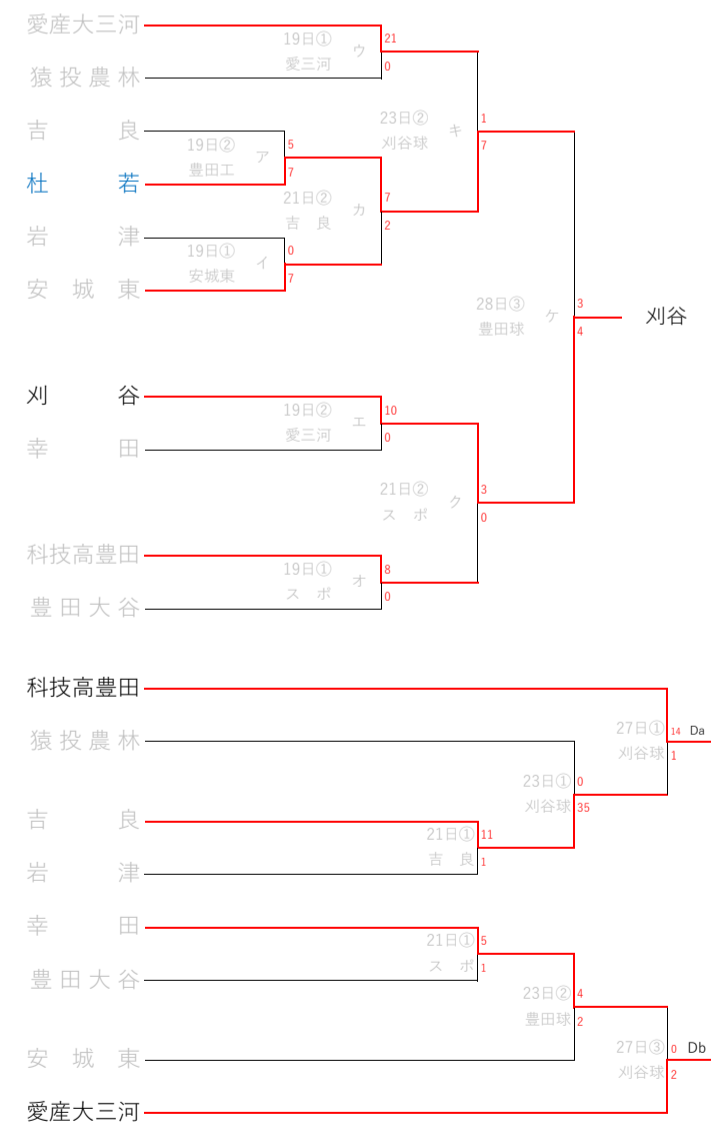 愛産大三河
21
19日① ウ
愛三河
0
猿投農林
23日② キ
1
刈谷球
7
吉良
19日② ア
5
豊田工
7
杜若
21日② カ
7
吉良
2
岩津
19日① イ
0
安城東
7
安城東
28日③ ケ
3
豊田球
4
刈谷
刈谷
19日② エ
10
愛三河
0
幸田
21日② ク
3
スポ
0
科技高豊田
19日① オ
8
スポ
0
豊田大谷
科技高豊田
27日① 14 Da
刈谷球 1
猿投農林
23日① 0
刈谷球 35
吉良
21日① 11
吉良 1
岩津
幸田
21日① 5
スポ 1
豊田大谷
23日② 4
豊田球 2
安城東
27日③ 0 Db
刈谷球 2
愛産大三河